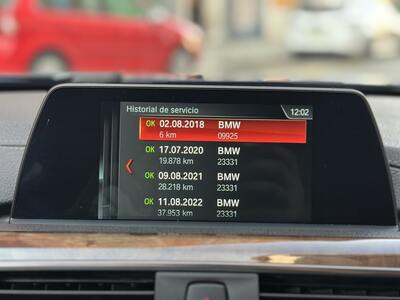 Historial de servicio 12:02
OK 02.08.2018 BMW
6 km 09925
OK 17.07.2020 BMW
19.878 km 23331
OK 09.08.2021 BMW
28.218 km 23331
OK 11.08.2022 BMW
37.953 km 23331